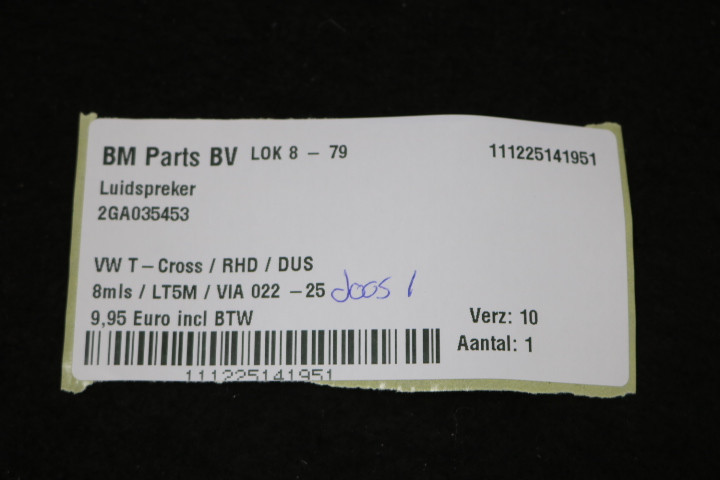 BM Parts BV LOK 8 - 79 111225141951
Luidspreker
2GA035453
VW T-Cross / RHD / DUS
8mls / LT5M / VIA 022 -25 doos 1
9,95 Euro incl BTW Verz: 10
Aantal: 1
111225141951